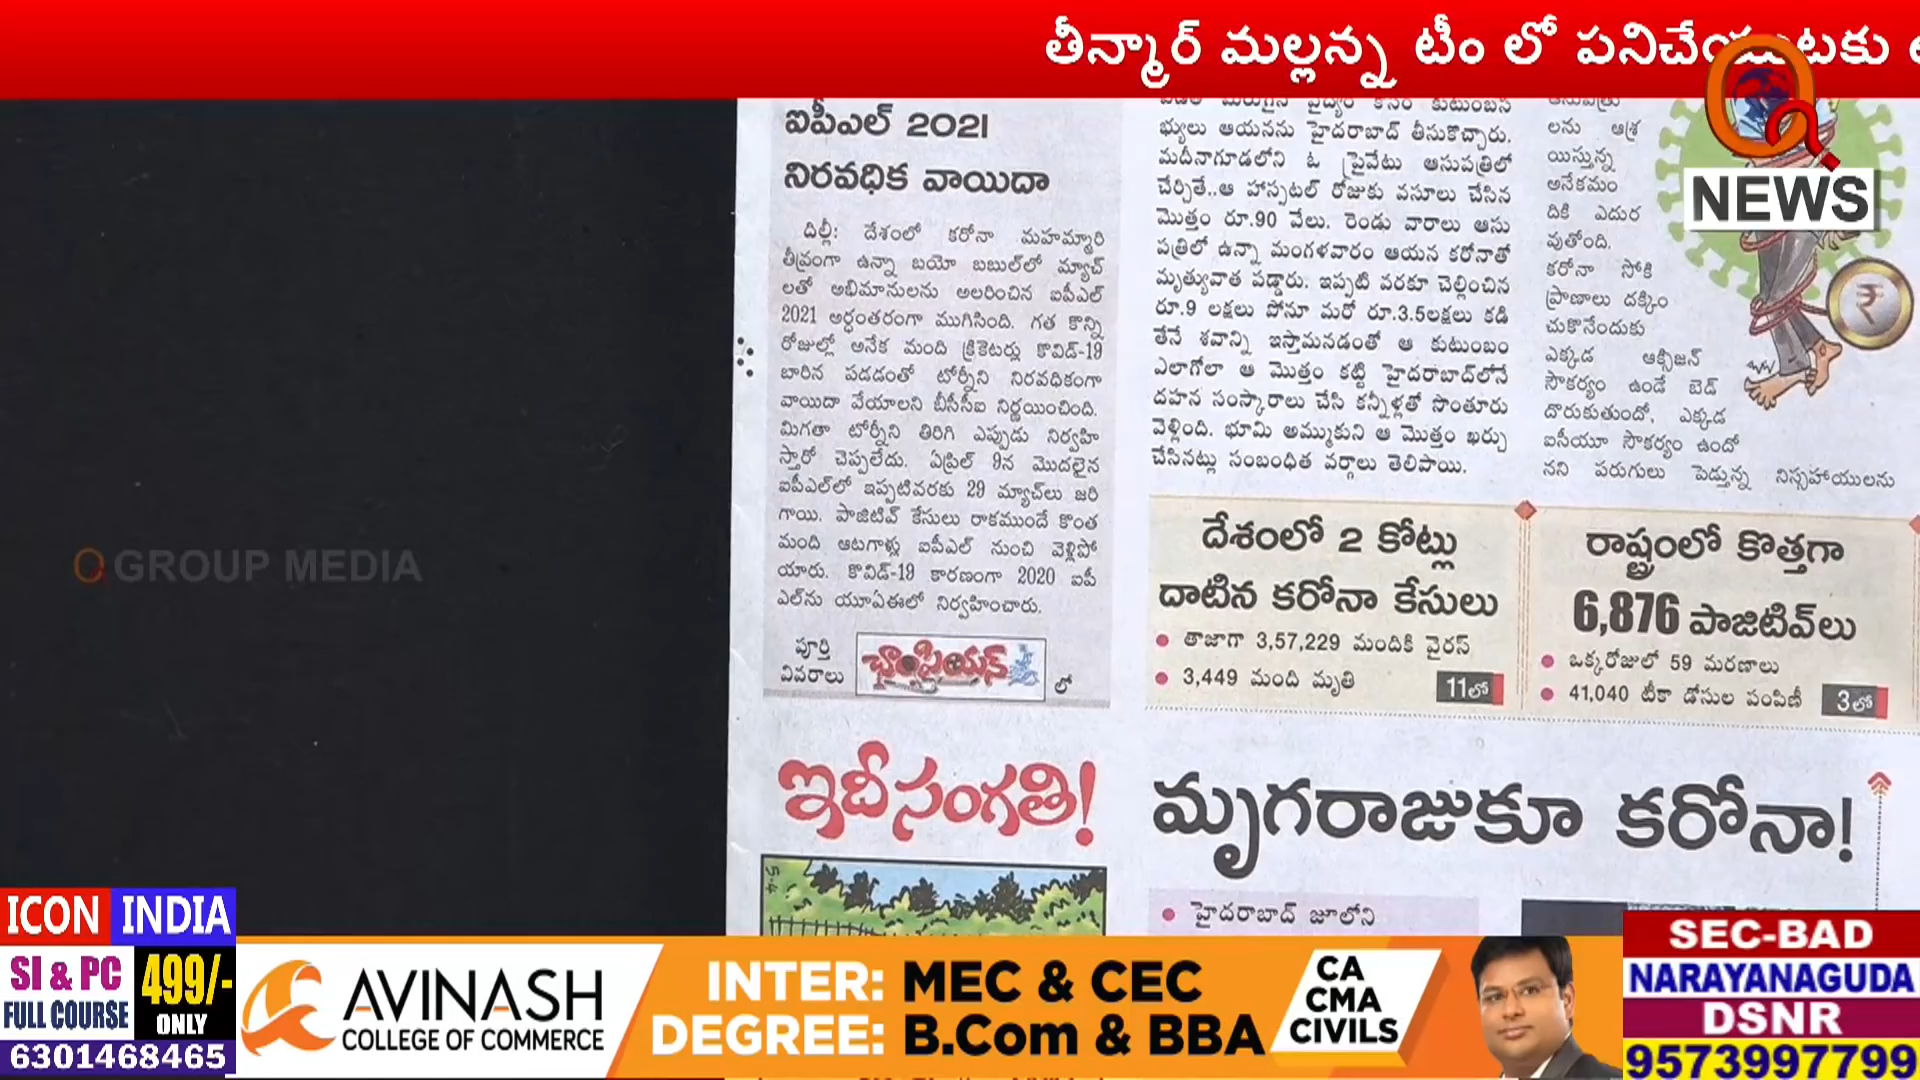 తీన్మార్ మల్లన్న టీం లో పనిచేయుటకు
NEWS
ఐపీఎల్ 2021
నిరవధిక వాయిదా
దిల్లీ: దేశంలో కరోనా మహమ్మారి
తీవ్రంగా ఉన్నా బయో బబుల్‌లో మ్యాచ్
లతో అభిమానులను అలరించిన ఐపీఎల్
2021 అర్ధంతరంగా ముగిసింది. గత కొన్ని
రోజుల్లో అనేక మంది క్రికెటర్లు కొవిడ్-19
బారిన పడడంతో టోర్నీని నిరవధికంగా
వాయిదా వేయాలని బీసీసీఐ నిర్ణయించింది.
మిగతా టోర్నీని తిరిగి ఎప్పుడు నిర్వహి
స్తారో చెప్పలేదు. ఏప్రిల్ 9న మొదలైన
ఐపీఎల్‌లో ఇప్పటివరకు 29 మ్యాచ్‌లు జరి
గాయి. పాజిటివ్ కేసులు రాకముందే కొంత
మంది ఆటగాళ్లు ఐపీఎల్ నుంచి వెళ్లిపో
యారు. కొవిడ్-19 కారణంగా 2020 ఐపీ
ఎల్‌ను యూఏఈలో నిర్వహించారు.
పూర్తి
వివరాలు ఛాంపియన్ లో
ఇదీసంగతి!
భ్యులు ఆయనను హైదరాబాద్ తీసుకొచ్చారు.
మదీనాగూడలోని ఓ ప్రైవేటు ఆసుపత్రిలో
చేర్చితే..ఆ హాస్పటల్ రోజుకు వసూలు చేసిన
మొత్తం రూ.90 వేలు. రెండు వారాలు ఆసు
పత్రిలో ఉన్నా మంగళవారం ఆయన కరోనాతో
మృత్యువాత పడ్డారు. ఇప్పటి వరకూ చెల్లించిన
రూ.9 లక్షలు పోనూ మరో రూ.3.5లక్షలు కడి
తేనే శవాన్ని ఇస్తామనడంతో ఆ కుటుంబం
ఎలాగోలా ఆ మొత్తం కట్టి హైదరాబాద్‌లోనే
దహన సంస్కారాలు చేసి కన్నీళ్లతో సొంతూరు
వెళ్లింది. భూమి అమ్ముకుని ఆ మొత్తం ఖర్చు
చేసినట్లు సంబంధిత వర్గాలు తెలిపాయి.
లను ఆశ్ర
యిస్తున్న
అనేకమం
దికి ఎదుర
వుతోంది.
కరోనా సోకి
ప్రాణాలు దక్కిం
చుకొనేందుకు
ఎక్కడ ఆక్సిజన్
సౌకర్యం ఉండే బెడ్
దొరుకుతుందో, ఎక్కడ
ఐసీయూ సౌకర్యం ఉందో
నని పరుగులు పెడ్తున్న నిస్సహాయులను
దేశంలో 2 కోట్లు
దాటిన కరోనా కేసులు
తాజాగా 3,57,229 మందికి వైరస్
3,449 మంది మృతి 11లో
రాష్ట్రంలో కొత్తగా
6,876 పాజిటివ్‌లు
ఒక్కరోజులో 59 మరణాలు
41,040 టీకా డోసుల పంపిణీ 3లో
మృగరాజుకూ కరోనా!
హైదరాబాద్ జూలోని
GROUP MEDIA
ICON INDIA
SI & PC
FULL COURSE
499/-
ONLY
6301468465
AVINASH
COLLEGE OF COMMERCE
INTER: MEC & CEC
DEGREE: B.Com & BBA
CA
CMA
CIVILS
SEC-BAD
NARAYANAGUDA
DSNR
9573997799